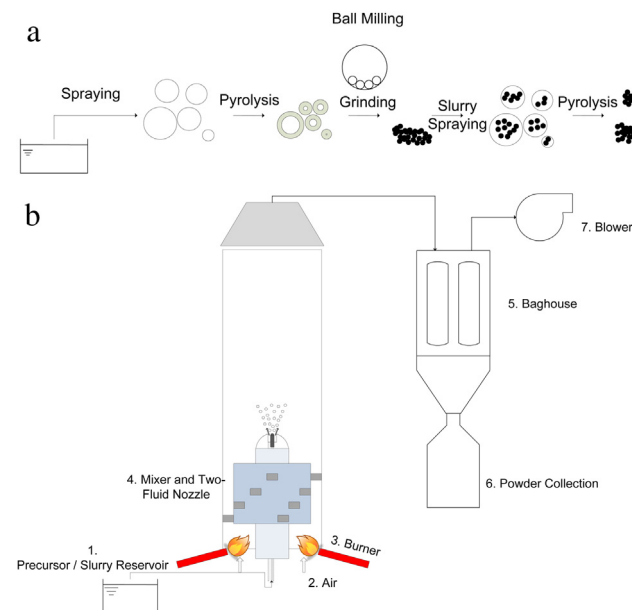 a
Ball Milling
Spraying
Pyrolysis
Grinding
Slurry
Spraying
Pyrolysis
b
7. Blower
5. Baghouse
4. Mixer and Two-
Fluid Nozzle
6. Powder Collection
3. Burner
1.
Precursor / Slurry Reservoir
2. Air